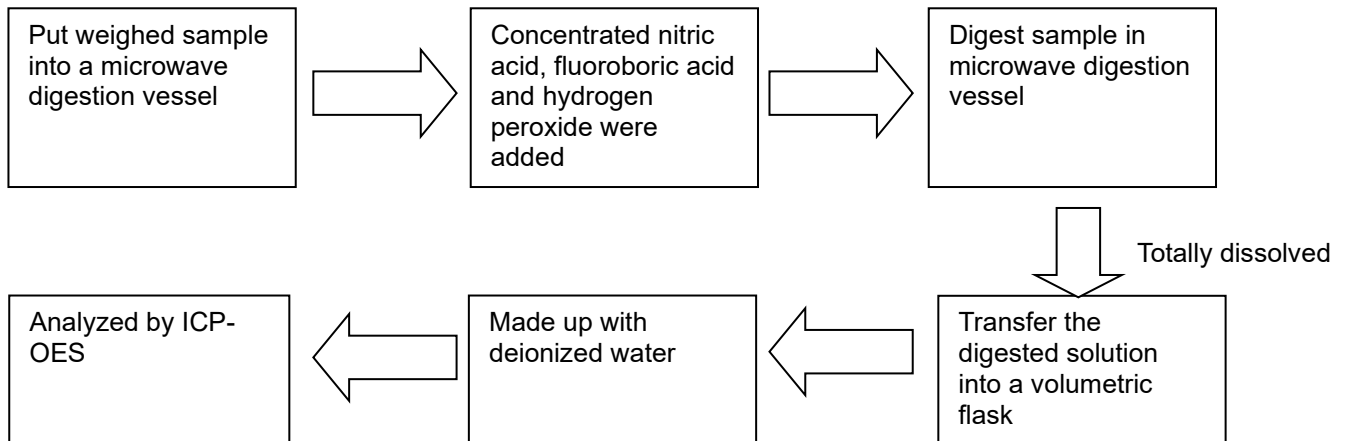 Put weighed sample
into a microwave
digestion vessel
Concentrated nitric
acid, fluoroboric acid
and hydrogen
peroxide were
added
Digest sample in
microwave digestion
vessel
Totally dissolved
Transfer the
digested solution
into a volumetric
flask
Made up with
deionized water
Analyzed by ICP-
OES